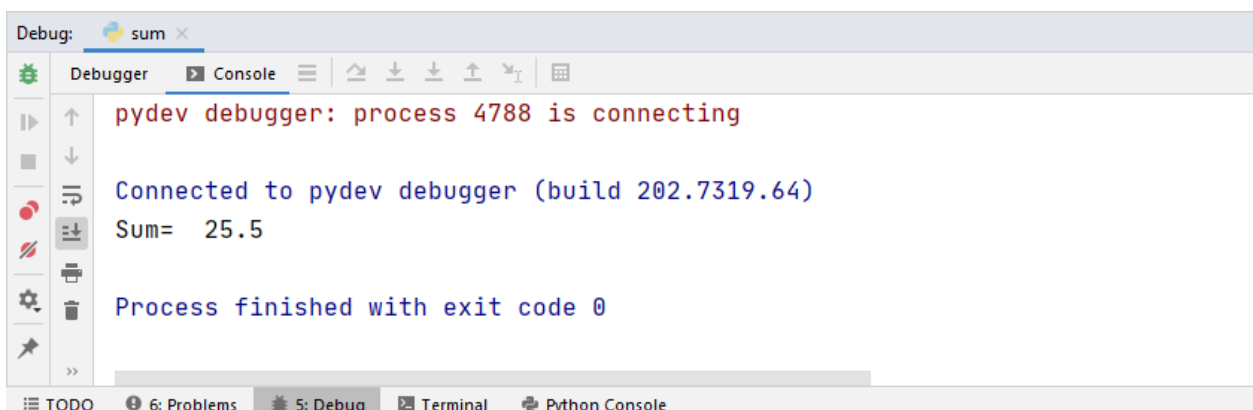 Debug: sum
Debugger Console
pydev debugger: process 4788 is connecting
Connected to pydev debugger (build 202.7319.64)
Sum=  25.5
Process finished with exit code 0
TODO 6: Problems 5: Debug Terminal Python Console